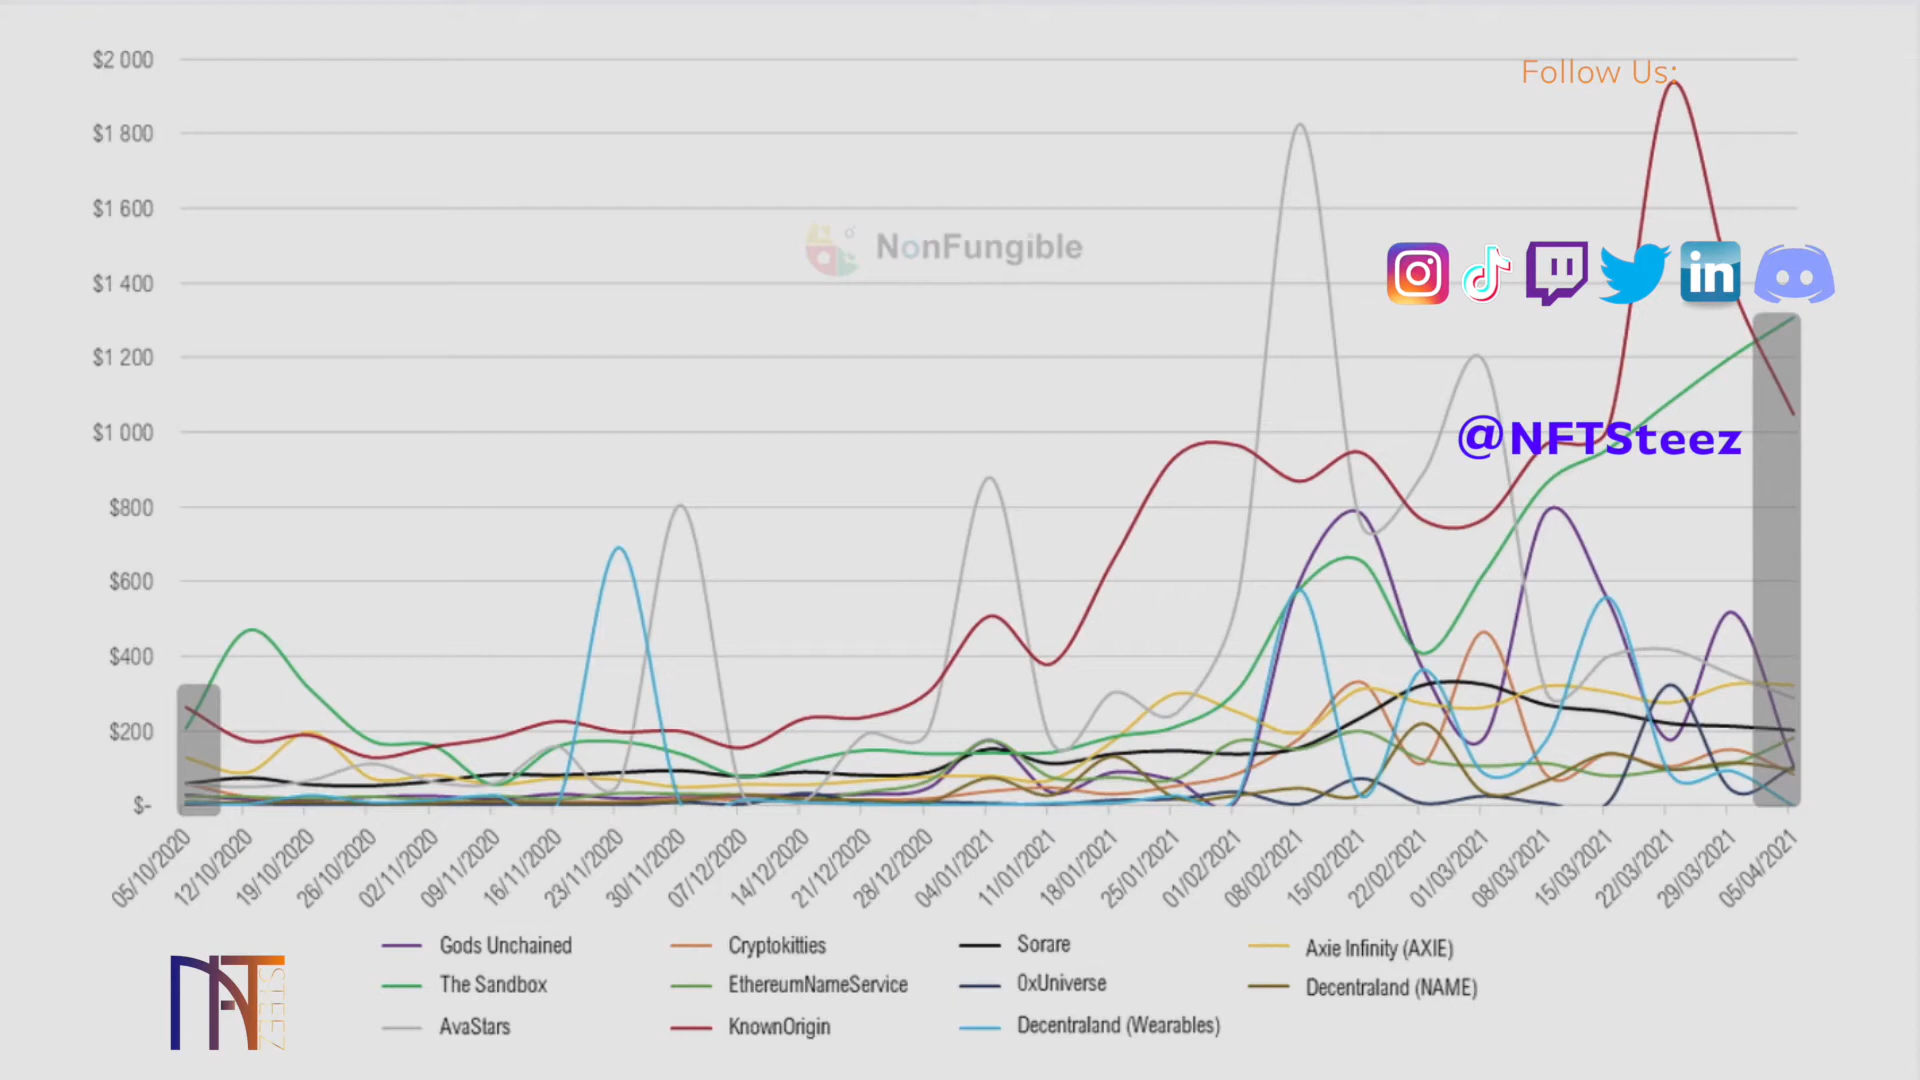 $2 000
Follow Us:
$1 800
$1 600
NonFungible
$1 400
in
$1 200
$1 000
@NFTSteez
$800
$600
$400
$200
$-
05/10/2020 12/10/2020 19/10/2020 26/10/2020 02/11/2020 09/11/2020 16/11/2020 23/11/2020 30/11/2020 07/12/2020 14/12/2020 21/12/2020 28/12/2020 04/01/2021 11/01/2021 18/01/2021 25/01/2021 01/02/2021 08/02/2021 15/02/2021 22/02/2021 01/03/2021 08/03/2021 15/03/2021 22/03/2021 29/03/2021 05/04/2021
Gods Unchained Cryptokitties Sorare Axie Infinity (AXIE)
The Sandbox EthereumNameService 0xUniverse Decentraland (NAME)
AvaStars KnownOrigin Decentraland (Wearables)
NFT
STEEZ